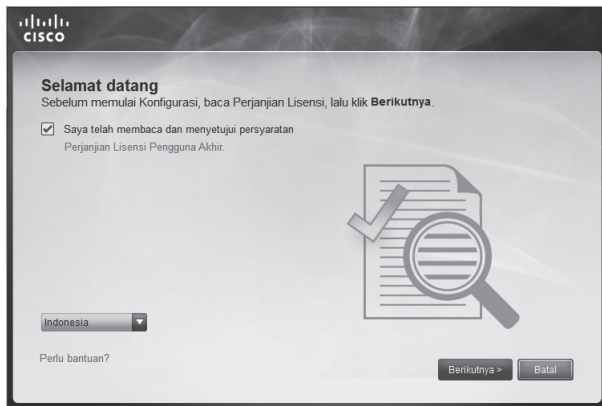 CISCO
Selamat datang
Sebelum memulai Konfigurasi, baca Perjanjian Lisensi, lalu klik Berikutnya.
Saya telah membaca dan menyetujui persyaratan
Perjanjian Lisensi Pengguna Akhir.
Indonesia
Perlu bantuan?
Berikutnya >
Batal